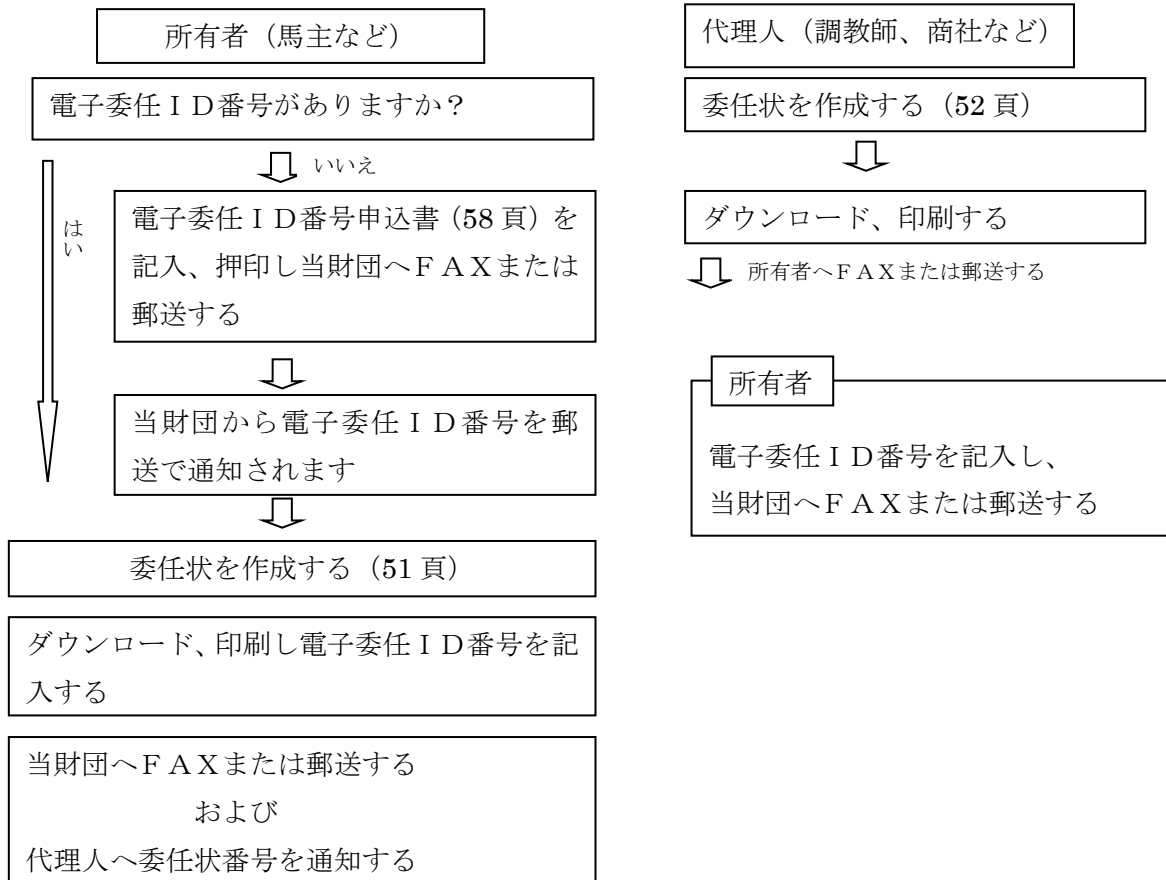 所有者（馬主など）
電子委任ＩＤ番号がありますか？
いいえ
はい
電子委任ＩＤ番号申込書（58 頁）を
記入、押印し当財団へＦＡＸまたは
郵送する
当財団から電子委任ＩＤ番号を郵
送で通知されます
委任状を作成する（51 頁）
ダウンロード、印刷し電子委任ＩＤ番号を記
入する
当財団へＦＡＸまたは郵送する
および
代理人へ委任状番号を通知する
代理人（調教師、商社など）
委任状を作成する（52 頁）
ダウンロード、印刷する
所有者へＦＡＸまたは郵送する
所有者
電子委任ＩＤ番号を記入し、
当財団へＦＡＸまたは郵送する